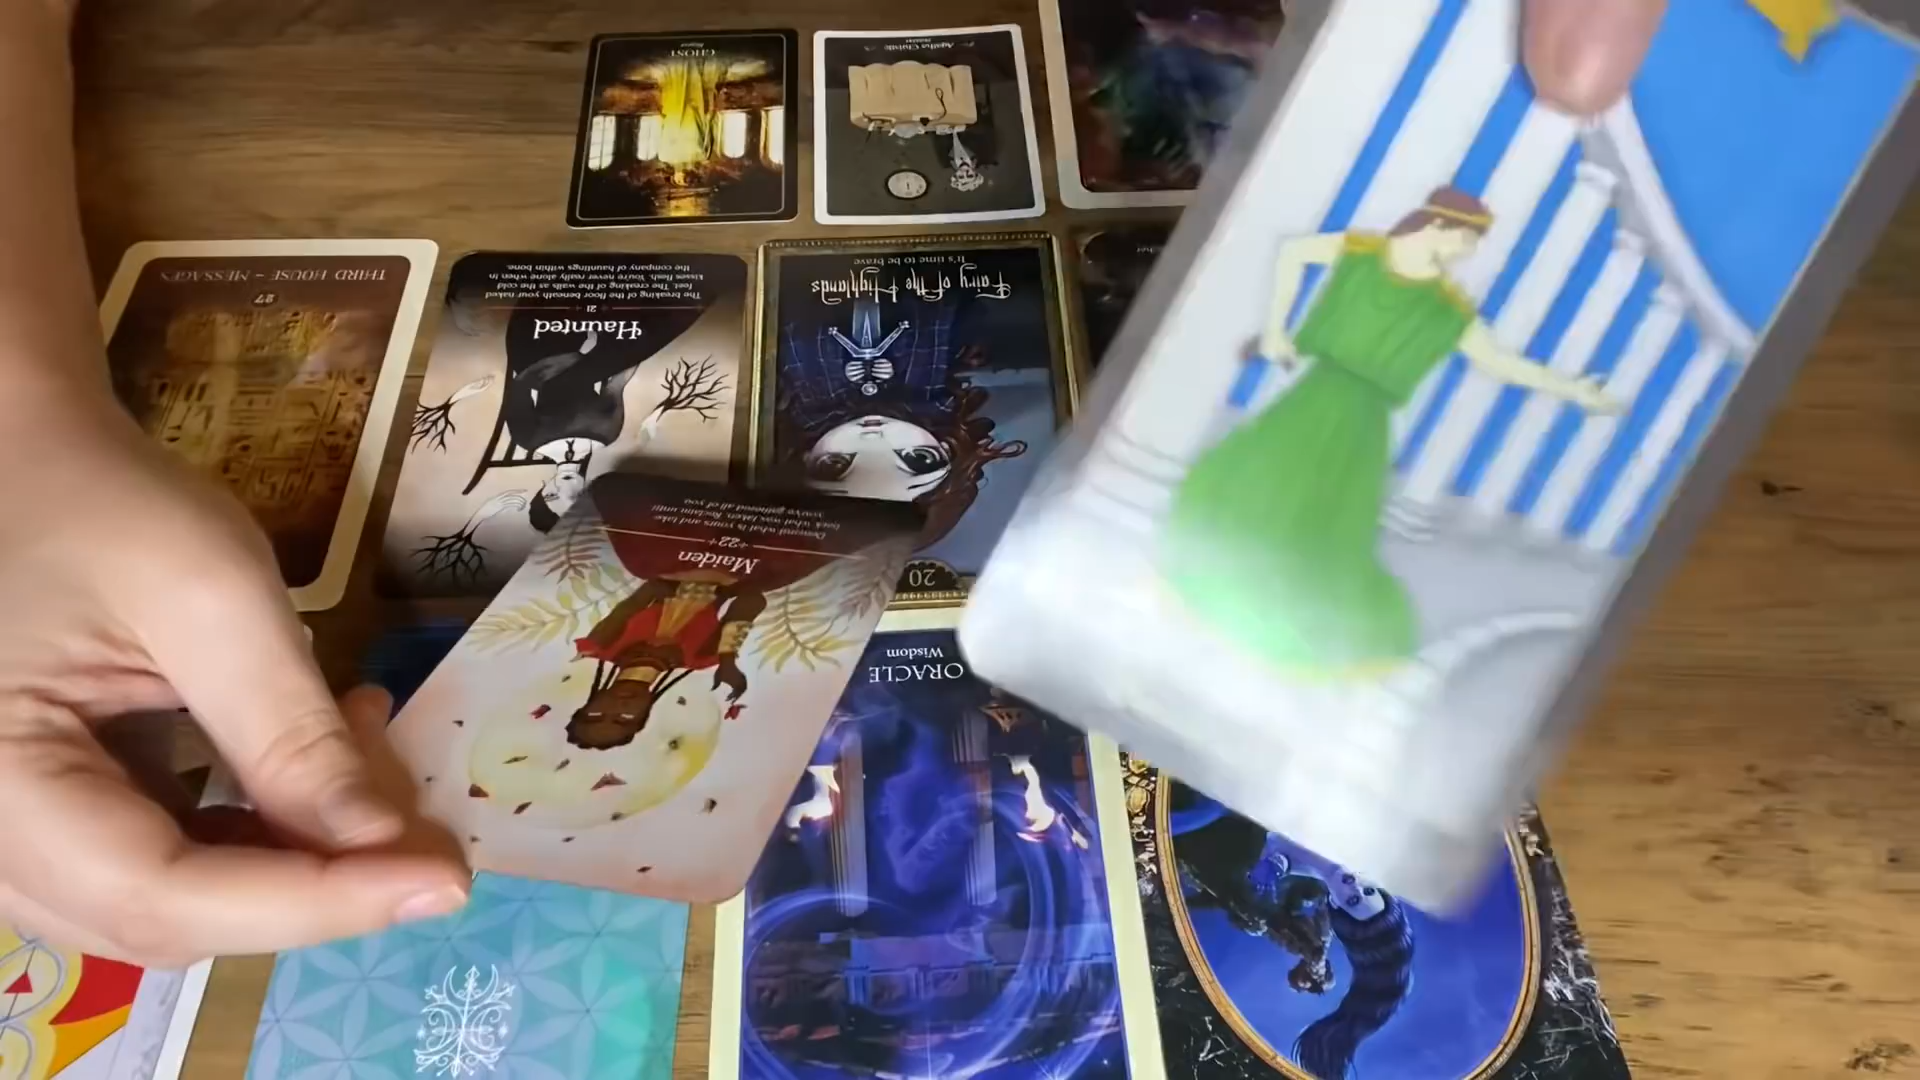 GHOST
Agatha Christie
THIRD HOUSE – MESSAGES
27
The breaking of the floor beneath your naked
feet. The creaking of the walls as the cold
kisses flesh. You're never really alone when in
the company of hauntings within bone.
21
Haunted
It's time to be brave
Fairy of the Highlands
20
Demand what is yours and take
back what was taken. Reclaim until
you've gathered all of you
22
Maiden
Wisdom
ORACLE